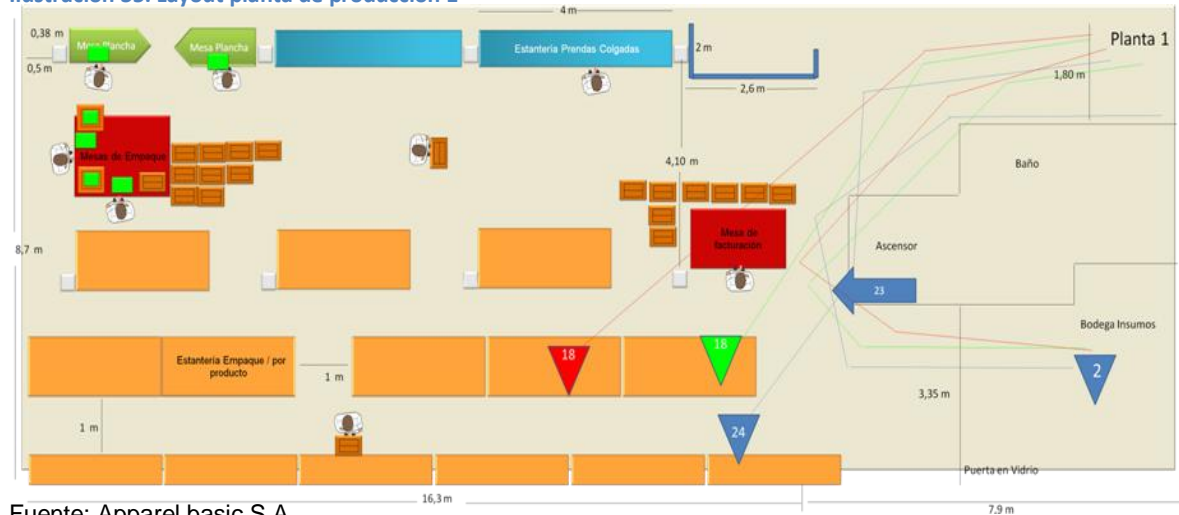 Ilustración 33. Layout planta de producción 1
4 m
0,38 m
Mesa Plancha
Mesa Plancha
Estantería Prendas Colgadas
2 m
Planta 1
0,5 m
2,6 m
1,80 m
Mesas de Empaque
4,10 m
Baño
8,7 m
Mesa de
facturación
Ascensor
23
Bodega Insumos
Estantería Empaque / por
producto
1 m
18
18
2
3,35 m
1 m
24
Puerta en Vidrio
16,3 m
7,9 m
Fuente: Apparel basic S.A